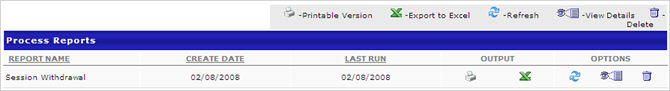 -Printable Version -Export to Excel -Refresh -View Details -
Delete
Process Reports
REPORT NAME CREATE DATE LAST RUN OUTPUT OPTIONS
Session Withdrawal 02/08/2008 02/08/2008